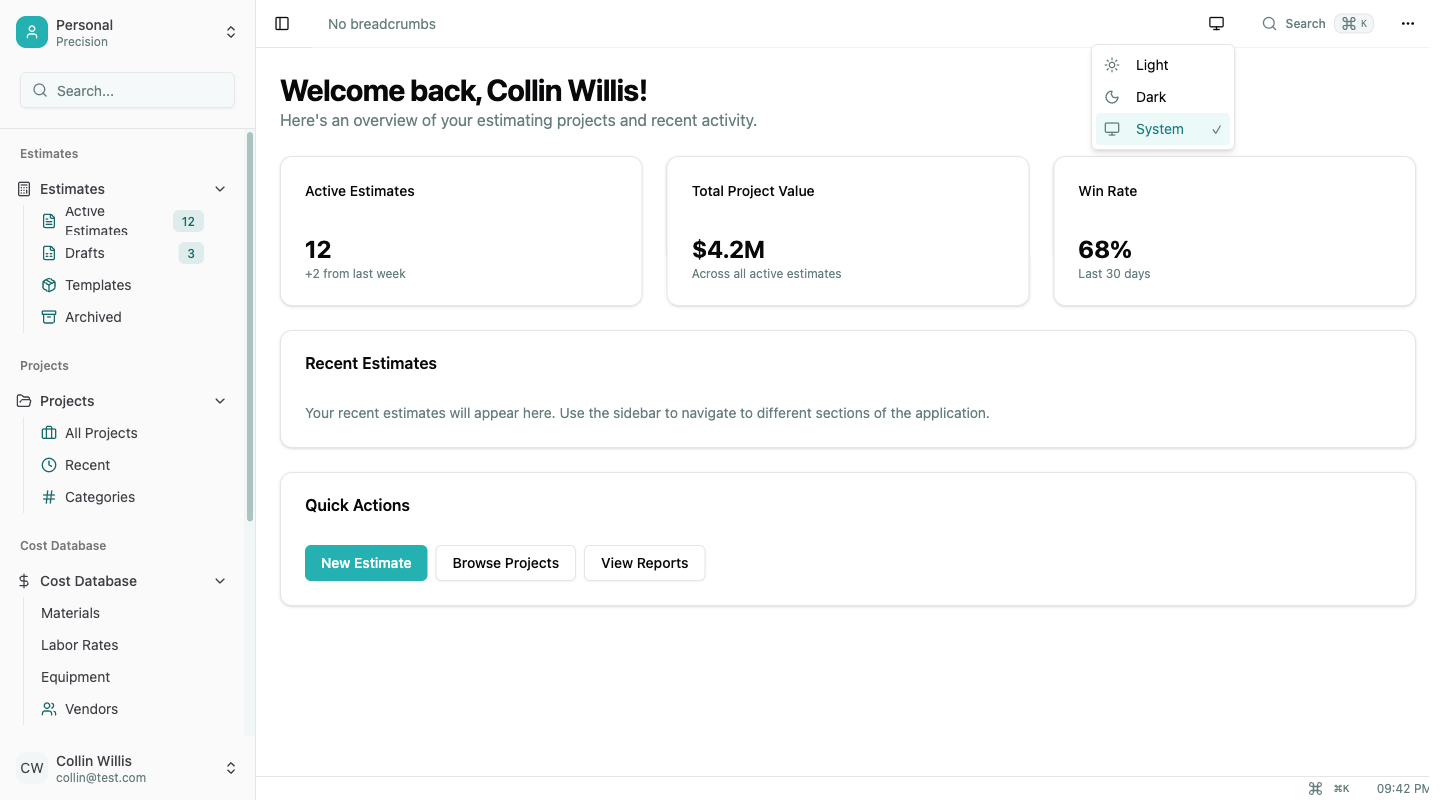 Personal
Precision
Search...
Estimates
Estimates
Active
Estimates
12
Drafts
3
Templates
Archived
Projects
Projects
All Projects
Recent
Categories
Cost Database
Cost Database
Materials
Labor Rates
Equipment
Vendors
CW
Collin Willis
collin@test.com
No breadcrumbs
Search
⌘ K
Light
Dark
System
Welcome back, Collin Willis!
Here's an overview of your estimating projects and recent activity.
Active Estimates
12
+2 from last week
Total Project Value
$4.2M
Across all active estimates
Win Rate
68%
Last 30 days
Recent Estimates
Your recent estimates will appear here. Use the sidebar to navigate to different sections of the application.
Quick Actions
New Estimate
Browse Projects
View Reports
⌘K
09:42 PM